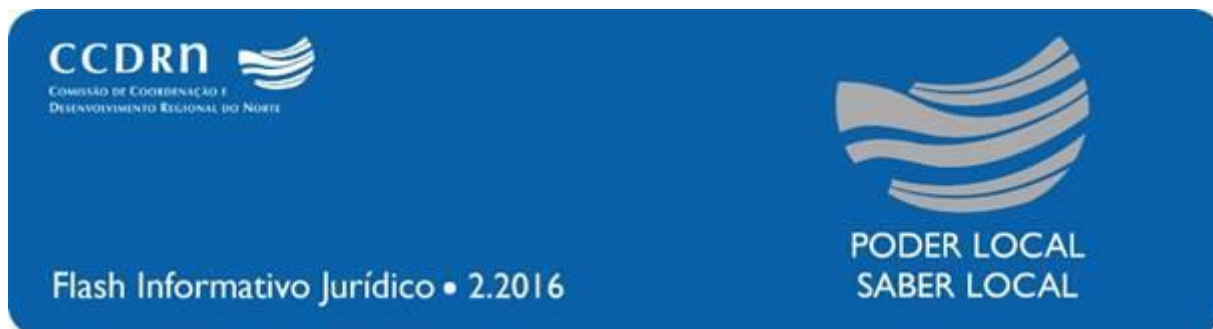 CCDRn
Comissão de Coordenação e
Desenvolvimento Regional do Norte
Flash Informativo Jurídico • 2.2016
PODER LOCAL
SABER LOCAL